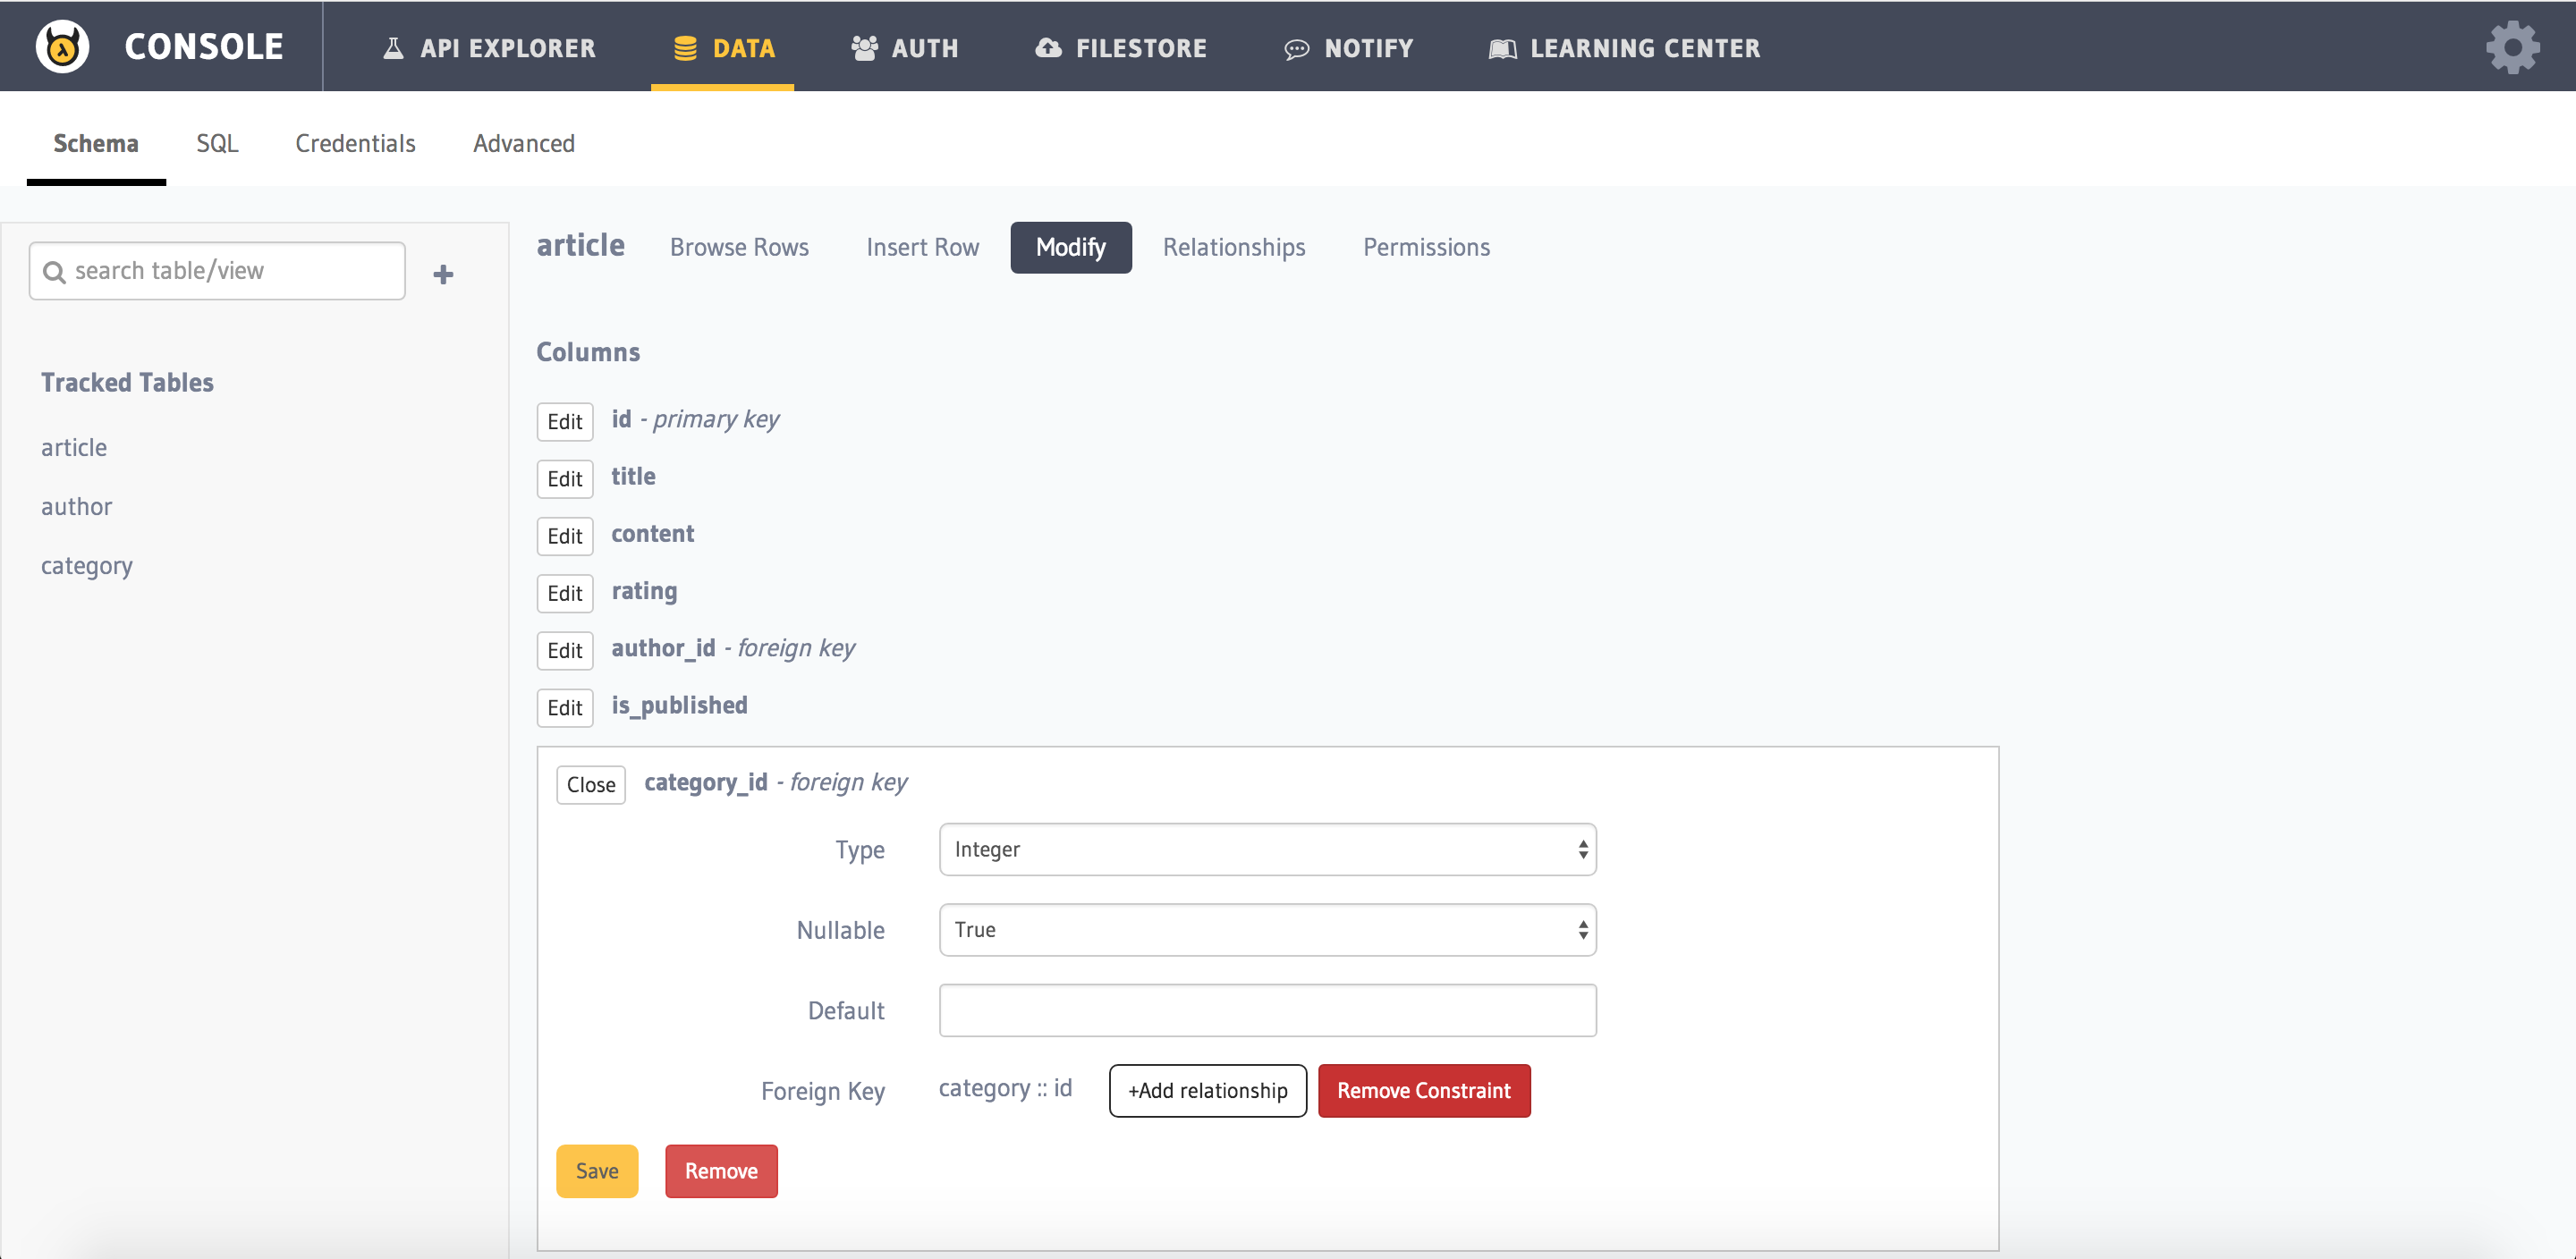 CONSOLE API EXPLORER DATA AUTH FILESTORE NOTIFY LEARNING CENTER
Schema SQL Credentials Advanced
search table/view
Tracked Tables
article
author
category
article Browse Rows Insert Row Modify Relationships Permissions
Columns
Edit id - primary key
Edit title
Edit content
Edit rating
Edit author_id - foreign key
Edit is_published
Close category_id - foreign key
Type Integer
Nullable True
Default
Foreign Key category :: id +Add relationship Remove Constraint
Save Remove